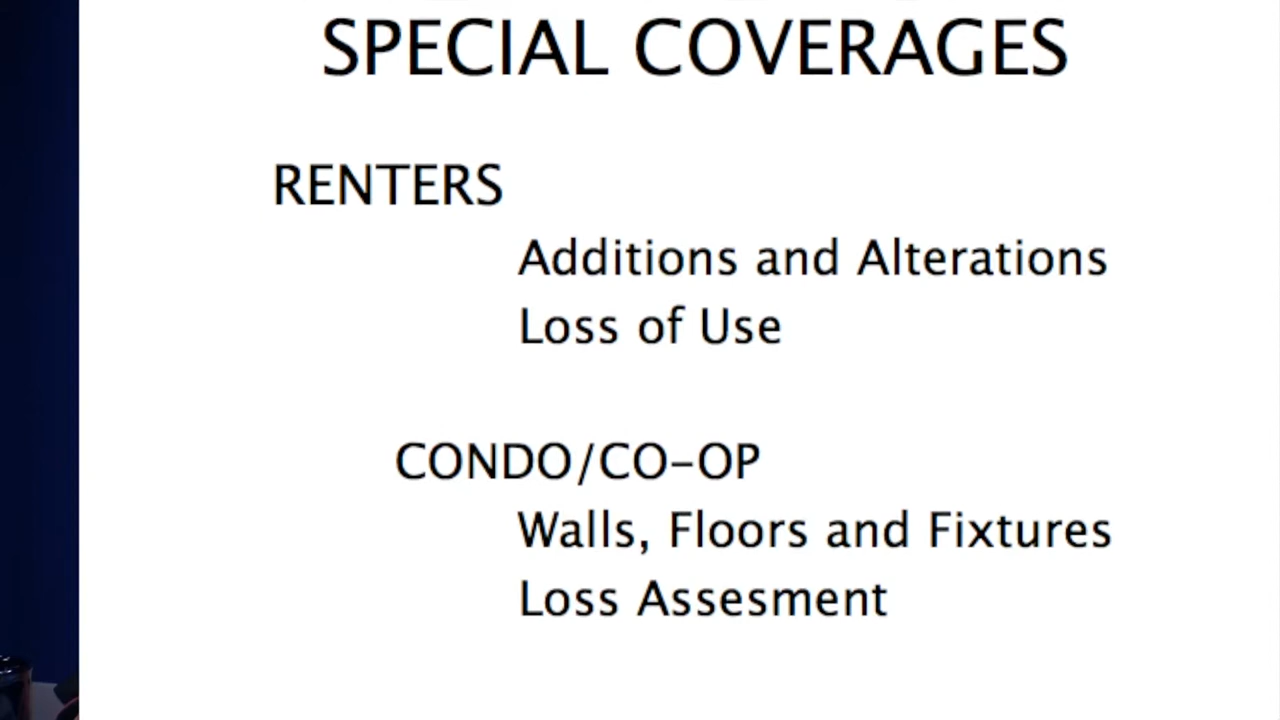 SPECIAL COVERAGES
RENTERS
Additions and Alterations
Loss of Use
CONDO/CO-OP
Walls, Floors and Fixtures
Loss Assesment